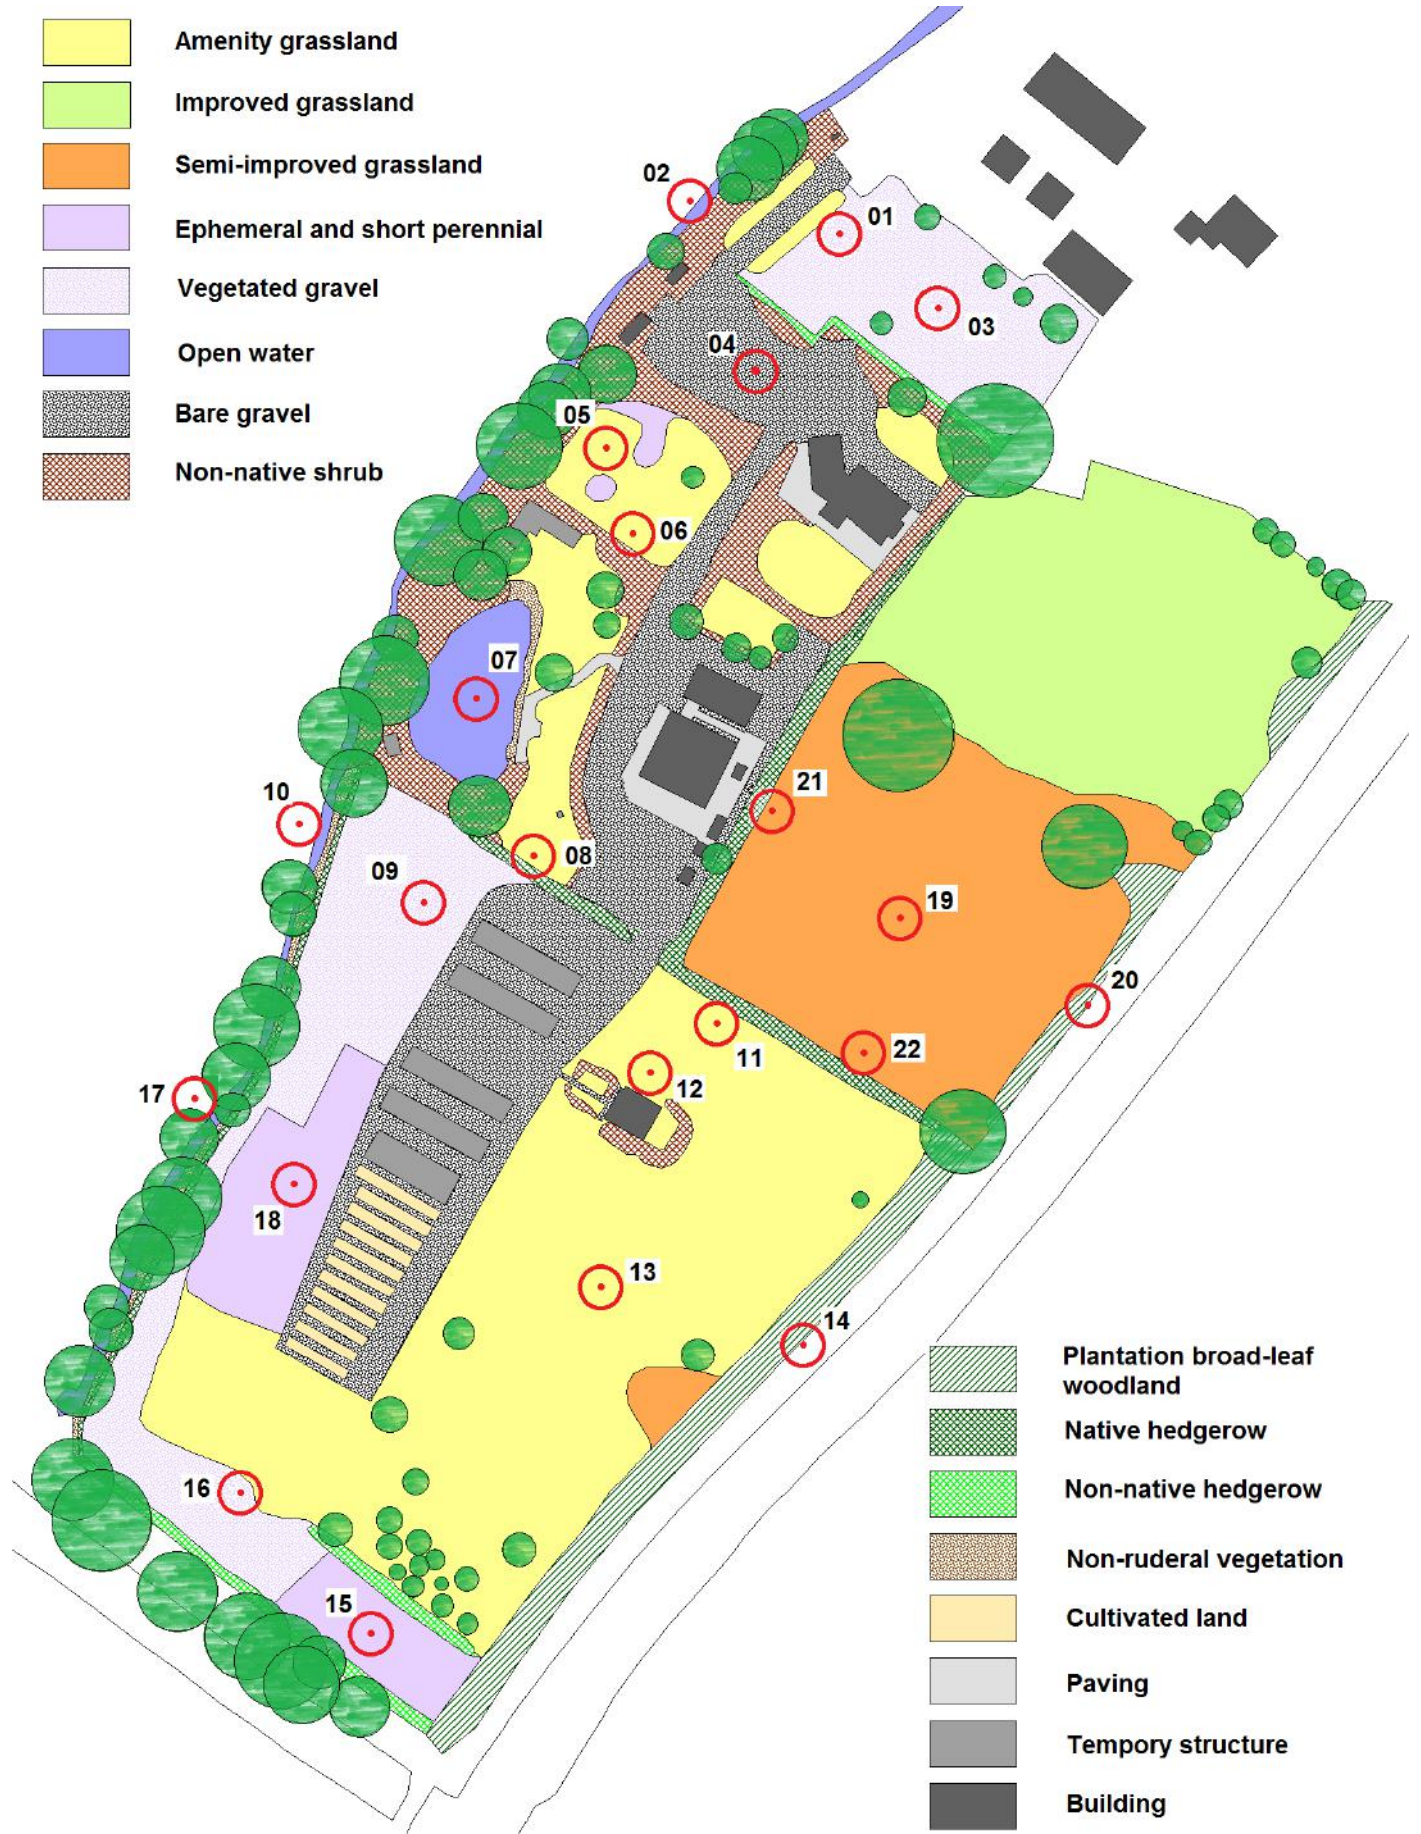 Amenity grassland
Improved grassland
Semi-improved grassland
Ephemeral and short perennial
Vegetated gravel
Open water
Bare gravel
Non-native shrub
02
01
03
04
05
06
07
21
10
08
09
19
20
11
22
12
17
18
13
14
16
15
Plantation broad-leaf
woodland
Native hedgerow
Non-native hedgerow
Non-ruderal vegetation
Cultivated land
Paving
Tempory structure
Building